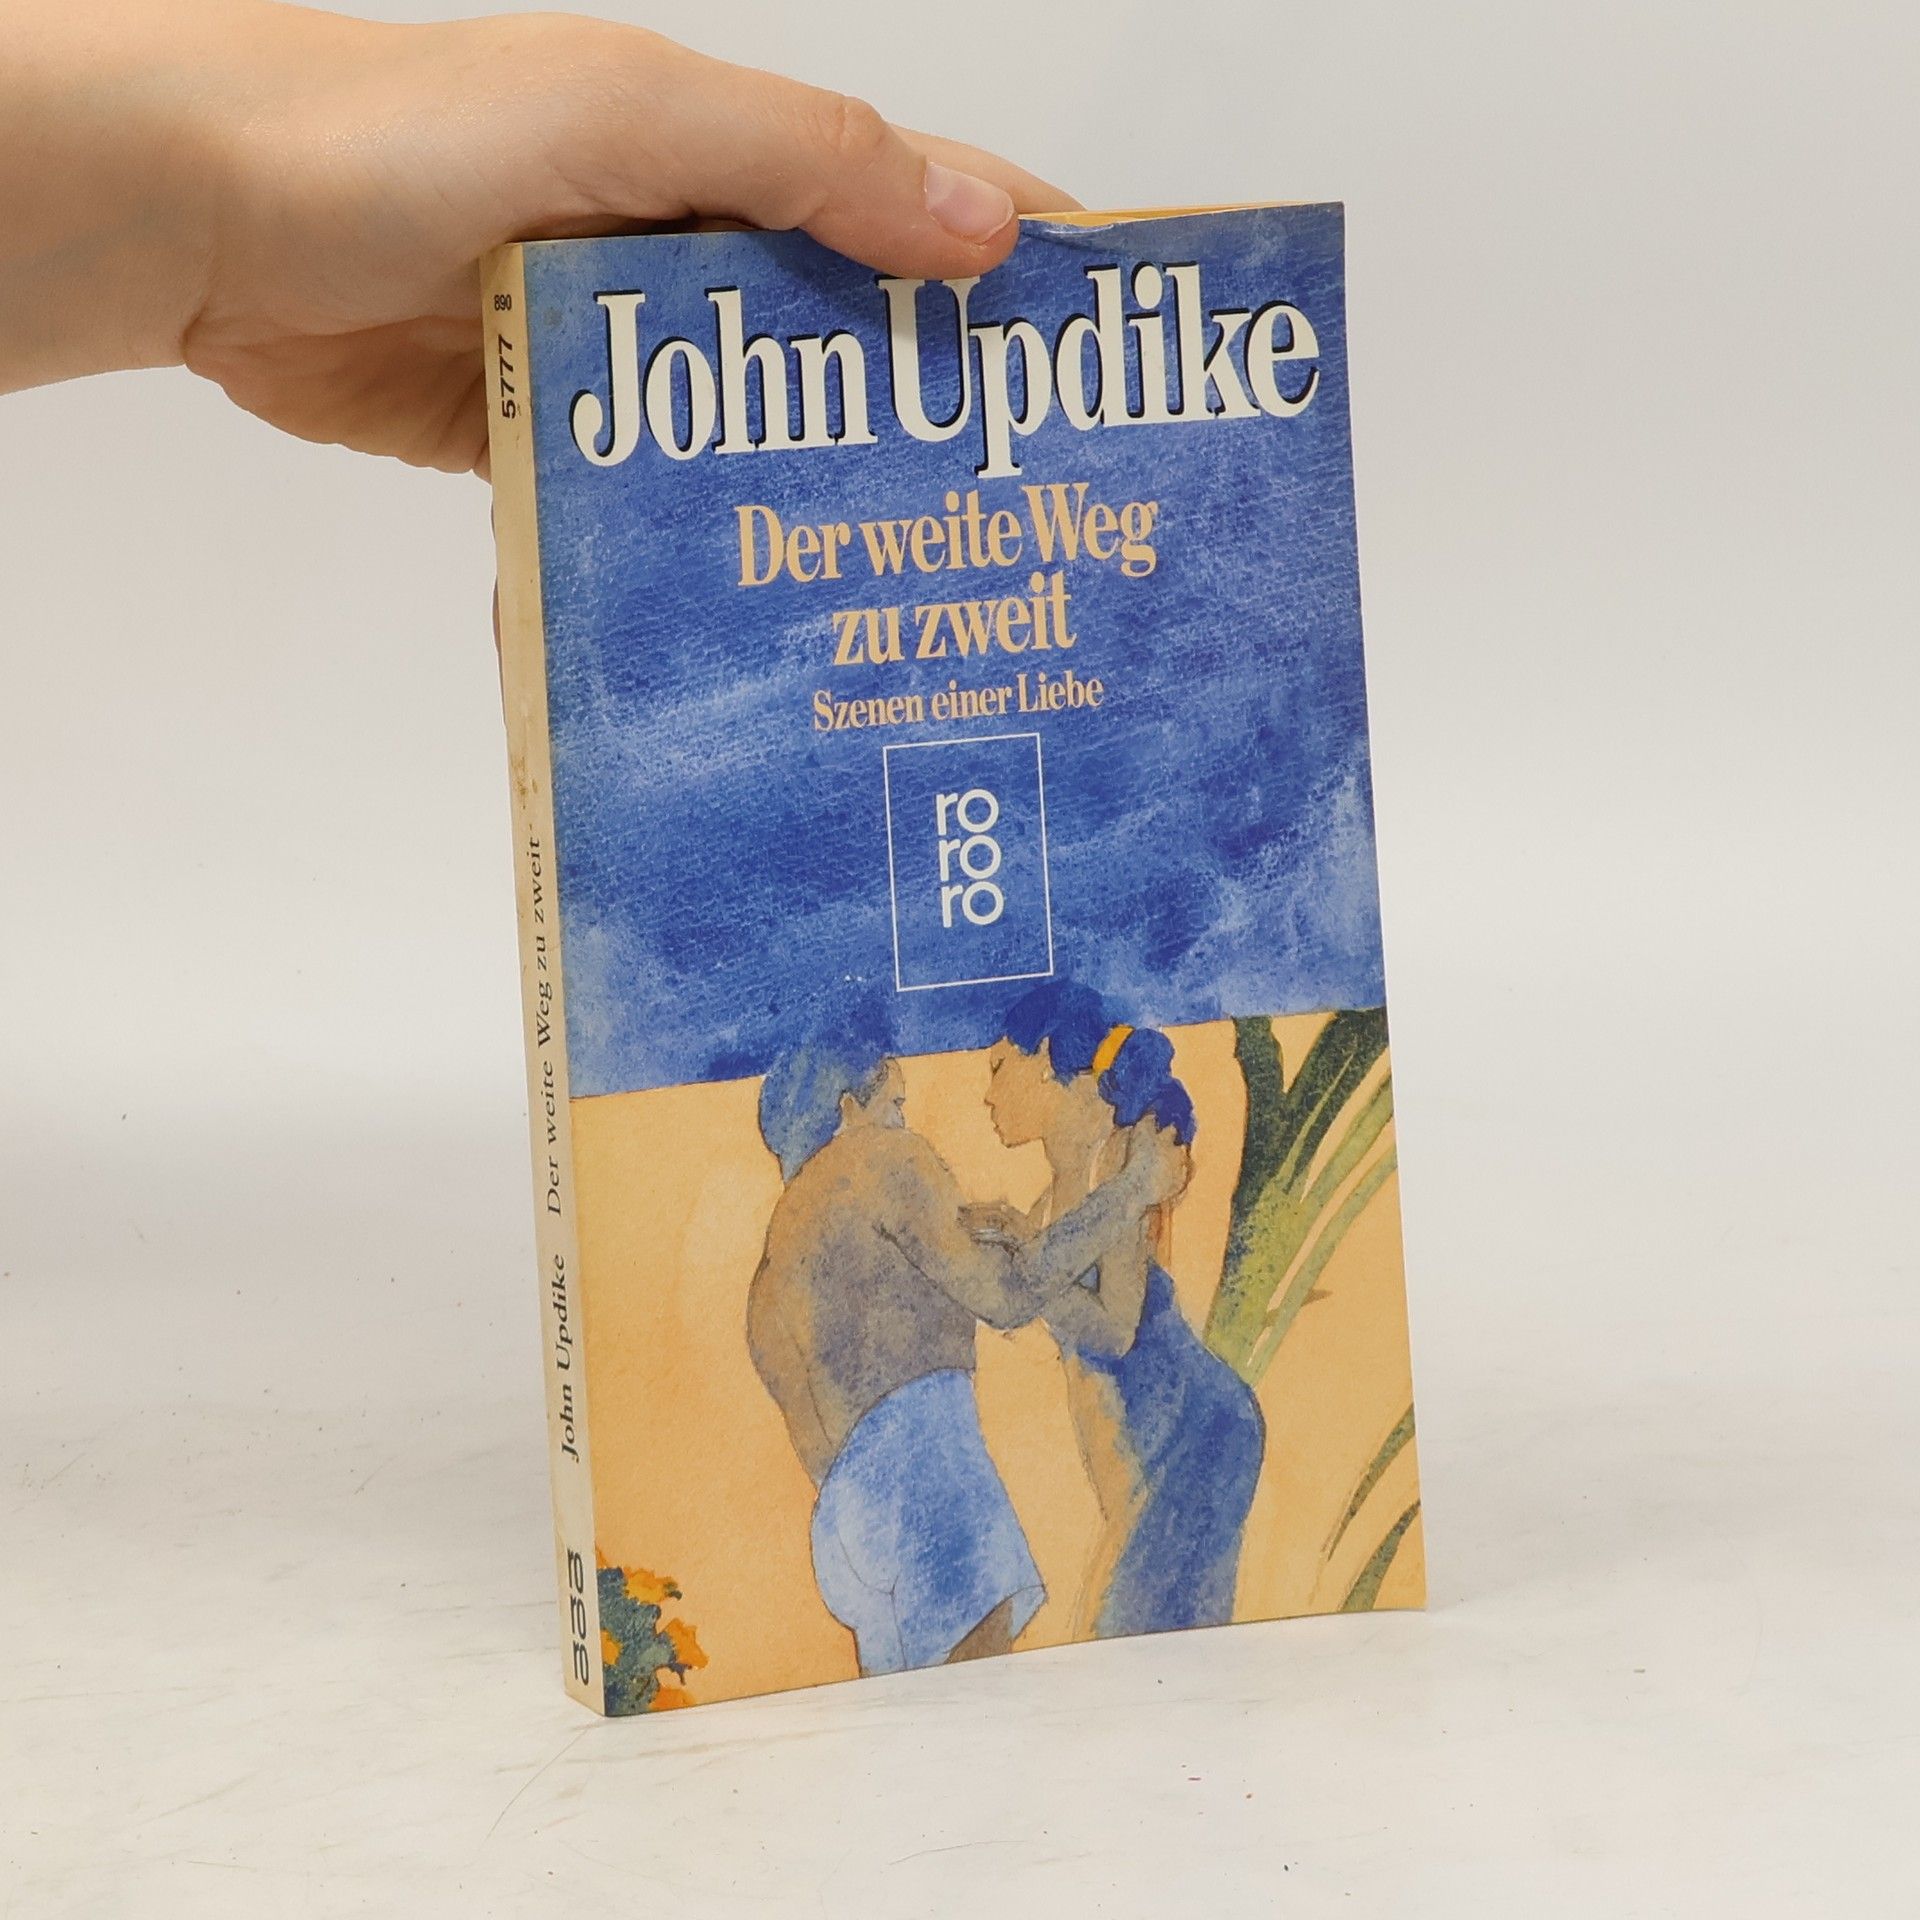 John Updike
Der weite Weg
zu zweit
Szenen einer Liebe
ro
ro
ro
890
5777
John Updike Der weite Weg zu zweit
ro
ro
ro